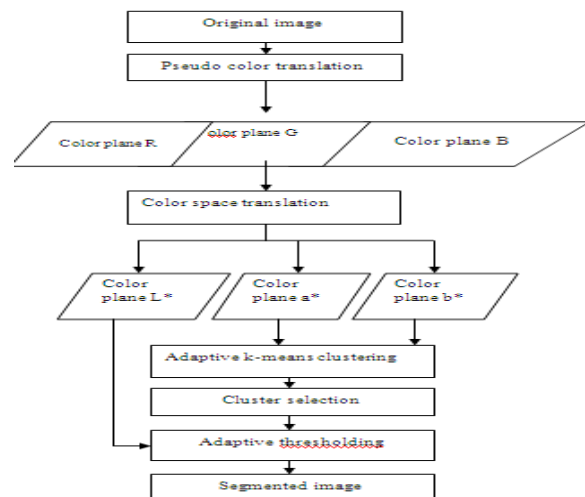 Original image
Pseudo color translation
Color plane R
olor plane G
Color plane B
Color space translation
Color
plane L*
Color
plane a*
Color
plane b*
Adaptive k-means clustering
Cluster selection
Adaptive thresholding
Segmented image